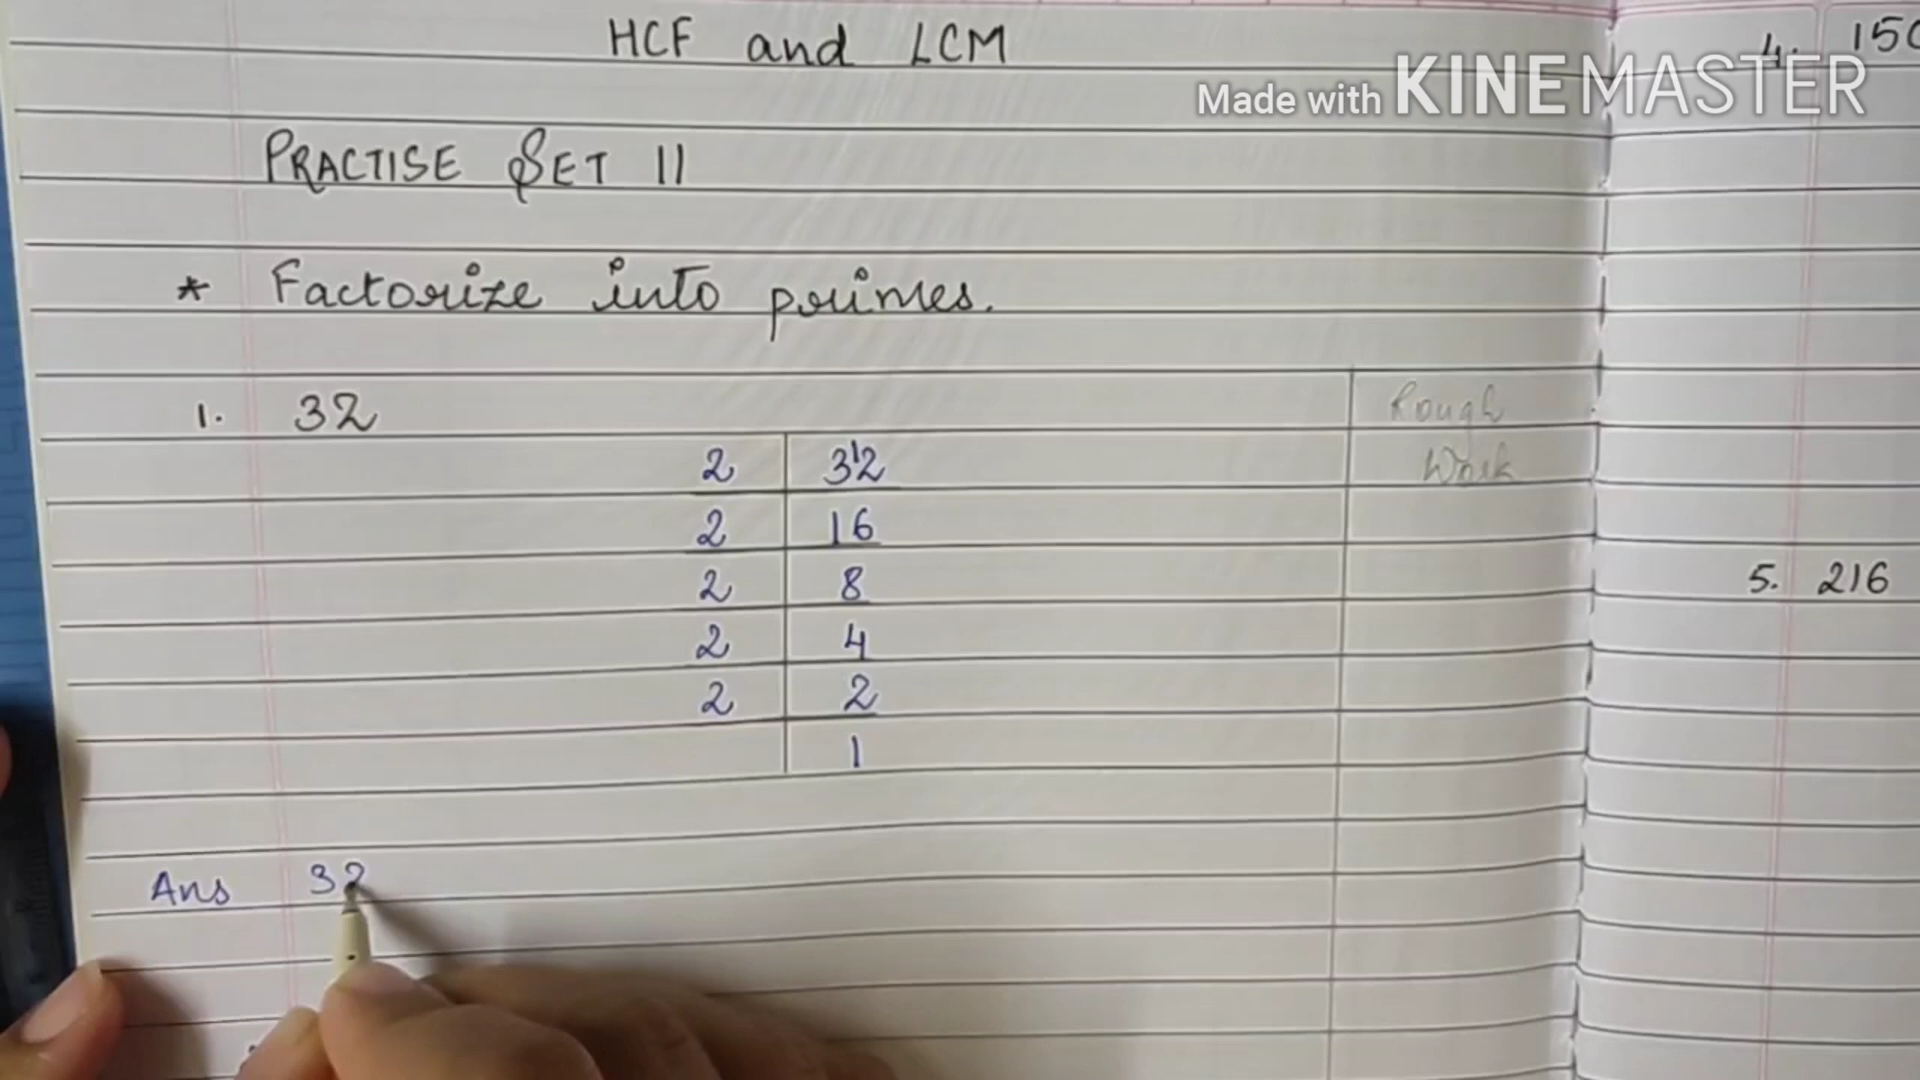 HCF and LCM
Made with KINEMASTER
PRACTISE SET 11
* Factorize into primes.
1. 32
Rough
Work
2 32
2 16
2 8
2 4
2 2
1
Ans 32
4. 150
5. 216